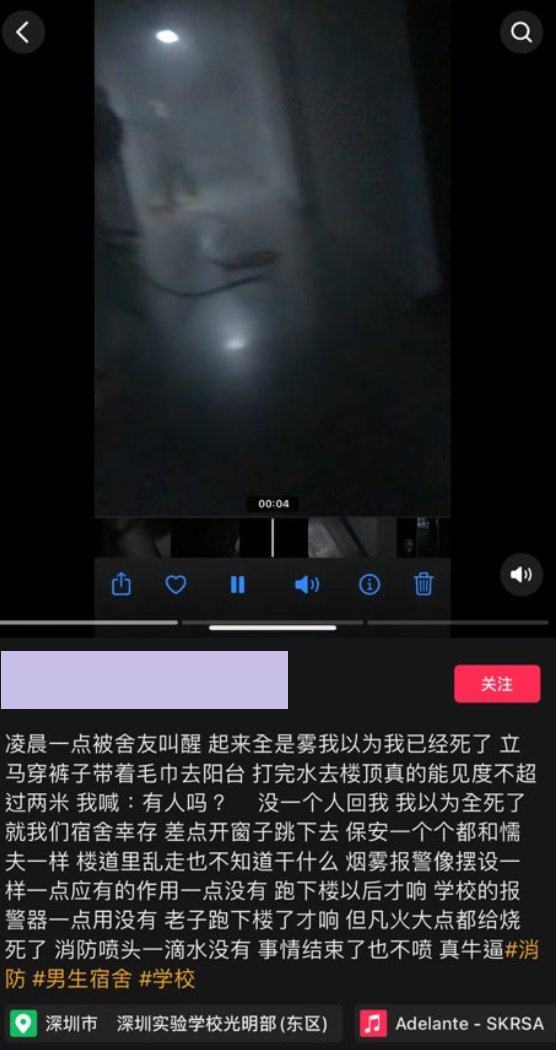 00:04
关注
凌晨一点被舍友叫醒 起来全是雾我以为我已经死了 立
马穿裤子带着毛巾去阳台 打完水去楼顶真的能见度不超
过两米 我喊：有人吗？ 没一个人回我 我以为全死了
就我们宿舍幸存 差点开窗子跳下去 保安一个个都和懦
夫一样 楼道里乱走也不知道干什么 烟雾报警像摆设一
样一点应有的作用一点没有 跑下楼以后才响 学校的报
警器一点用没有 老子跑下楼了才响 但凡火大点都给烧
死了 消防喷头一滴水没有 事情结束了也不喷 真牛逼#消
防 #男生宿舍 #学校
深圳市 深圳实验学校光明部(东区)
Adelante - SKRSA